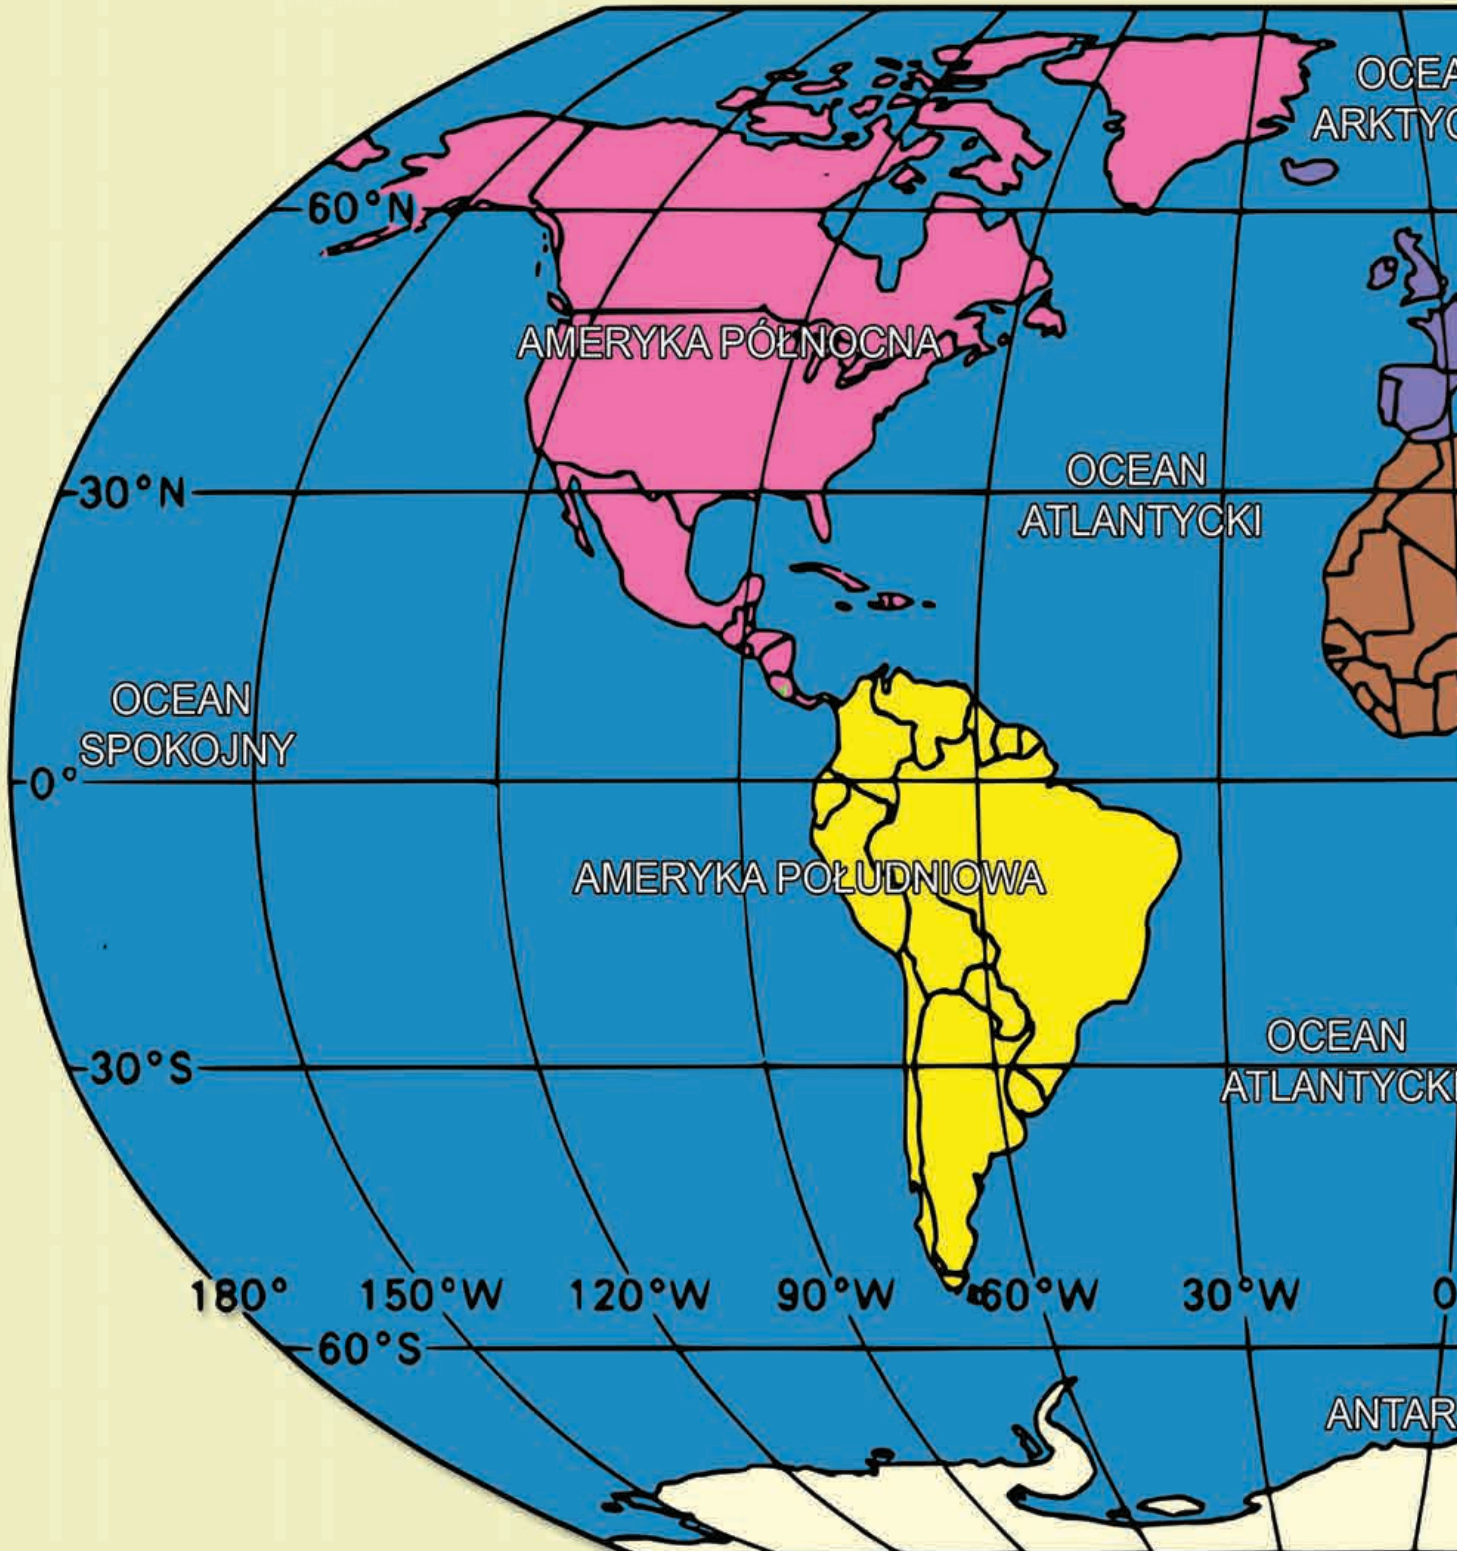 OCEA
ARKTYC
60°N
AMERYKA PÓŁNOCNA
30°N
OCEAN
ATLANTYCKI
OCEAN
SPOKOJNY
0°
AMERYKA POŁUDNIOWA
30°S
OCEAN
ATLANTYCKI
180° 150°W 120°W 90°W 60°W 30°W 0
60°S
ANTAR